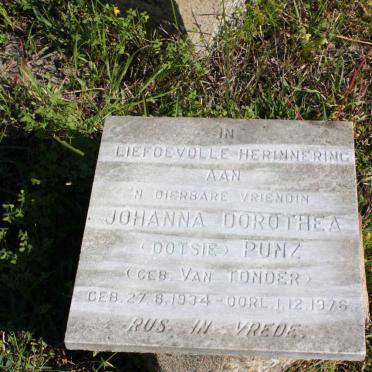 IN
LIEFDEVOLLE HERINNERING
AAN
'N DIERBARE VRIENDIN
JOHANNA DOROTHEA
(DOTSIE) PUNZ
(GEB. VAN TONDER)
GEB. 27.8.1934 - OORL. 1.12.1976.
RUS IN VREDE.